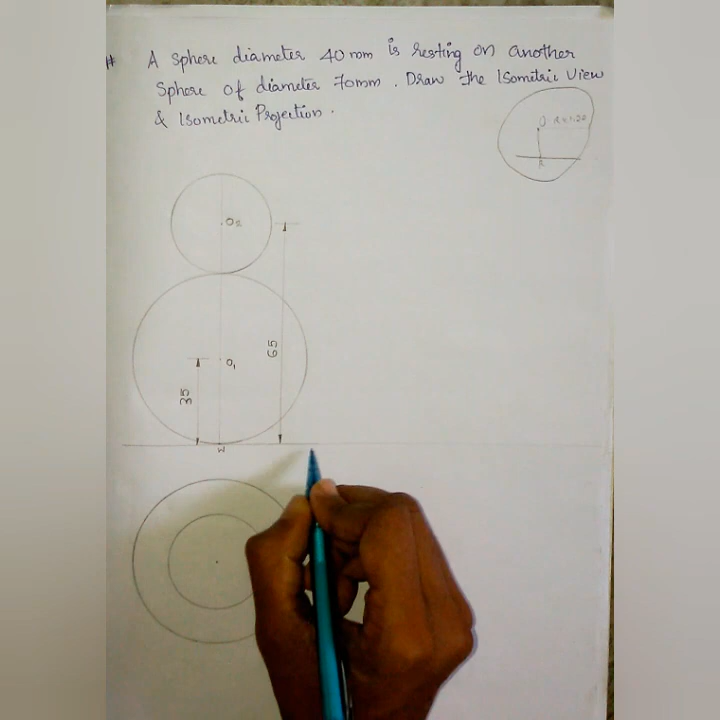 # A Sphere diameter 40 mm is resting on another
Sphere of diameter 70mm . Draw the Isometric View
& Isometric Projection .
O
R
O₂
65
O₁
35
W